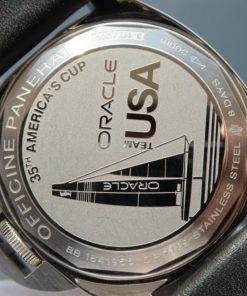 OFFICINE PANERAI
35TH AMERICA'S CUP
ORACLE
TEAM
USA
ORACLE
8 DAYS
STAINLESS STEEL